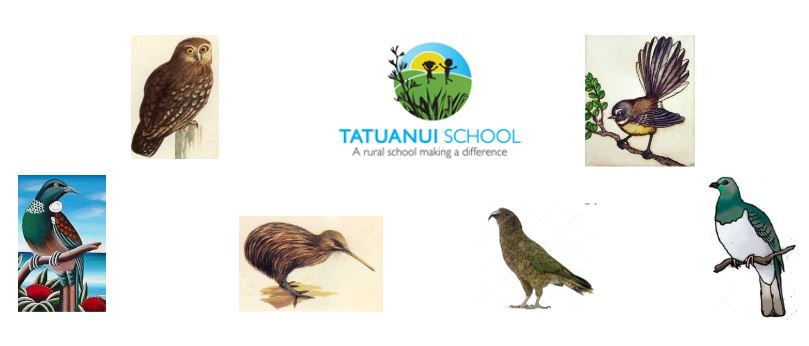 TATUANUI SCHOOL
A rural school making a difference